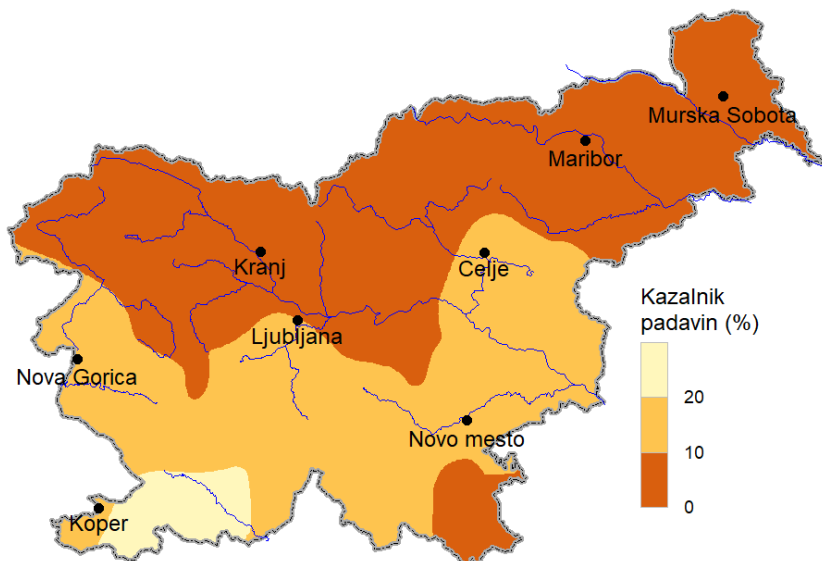 Murska Sobota
Maribor
Kranj
Celje
Ljubljana
Nova Gorica
Novo mesto
Koper
Kazalnik
padavin (%)
20
10
0